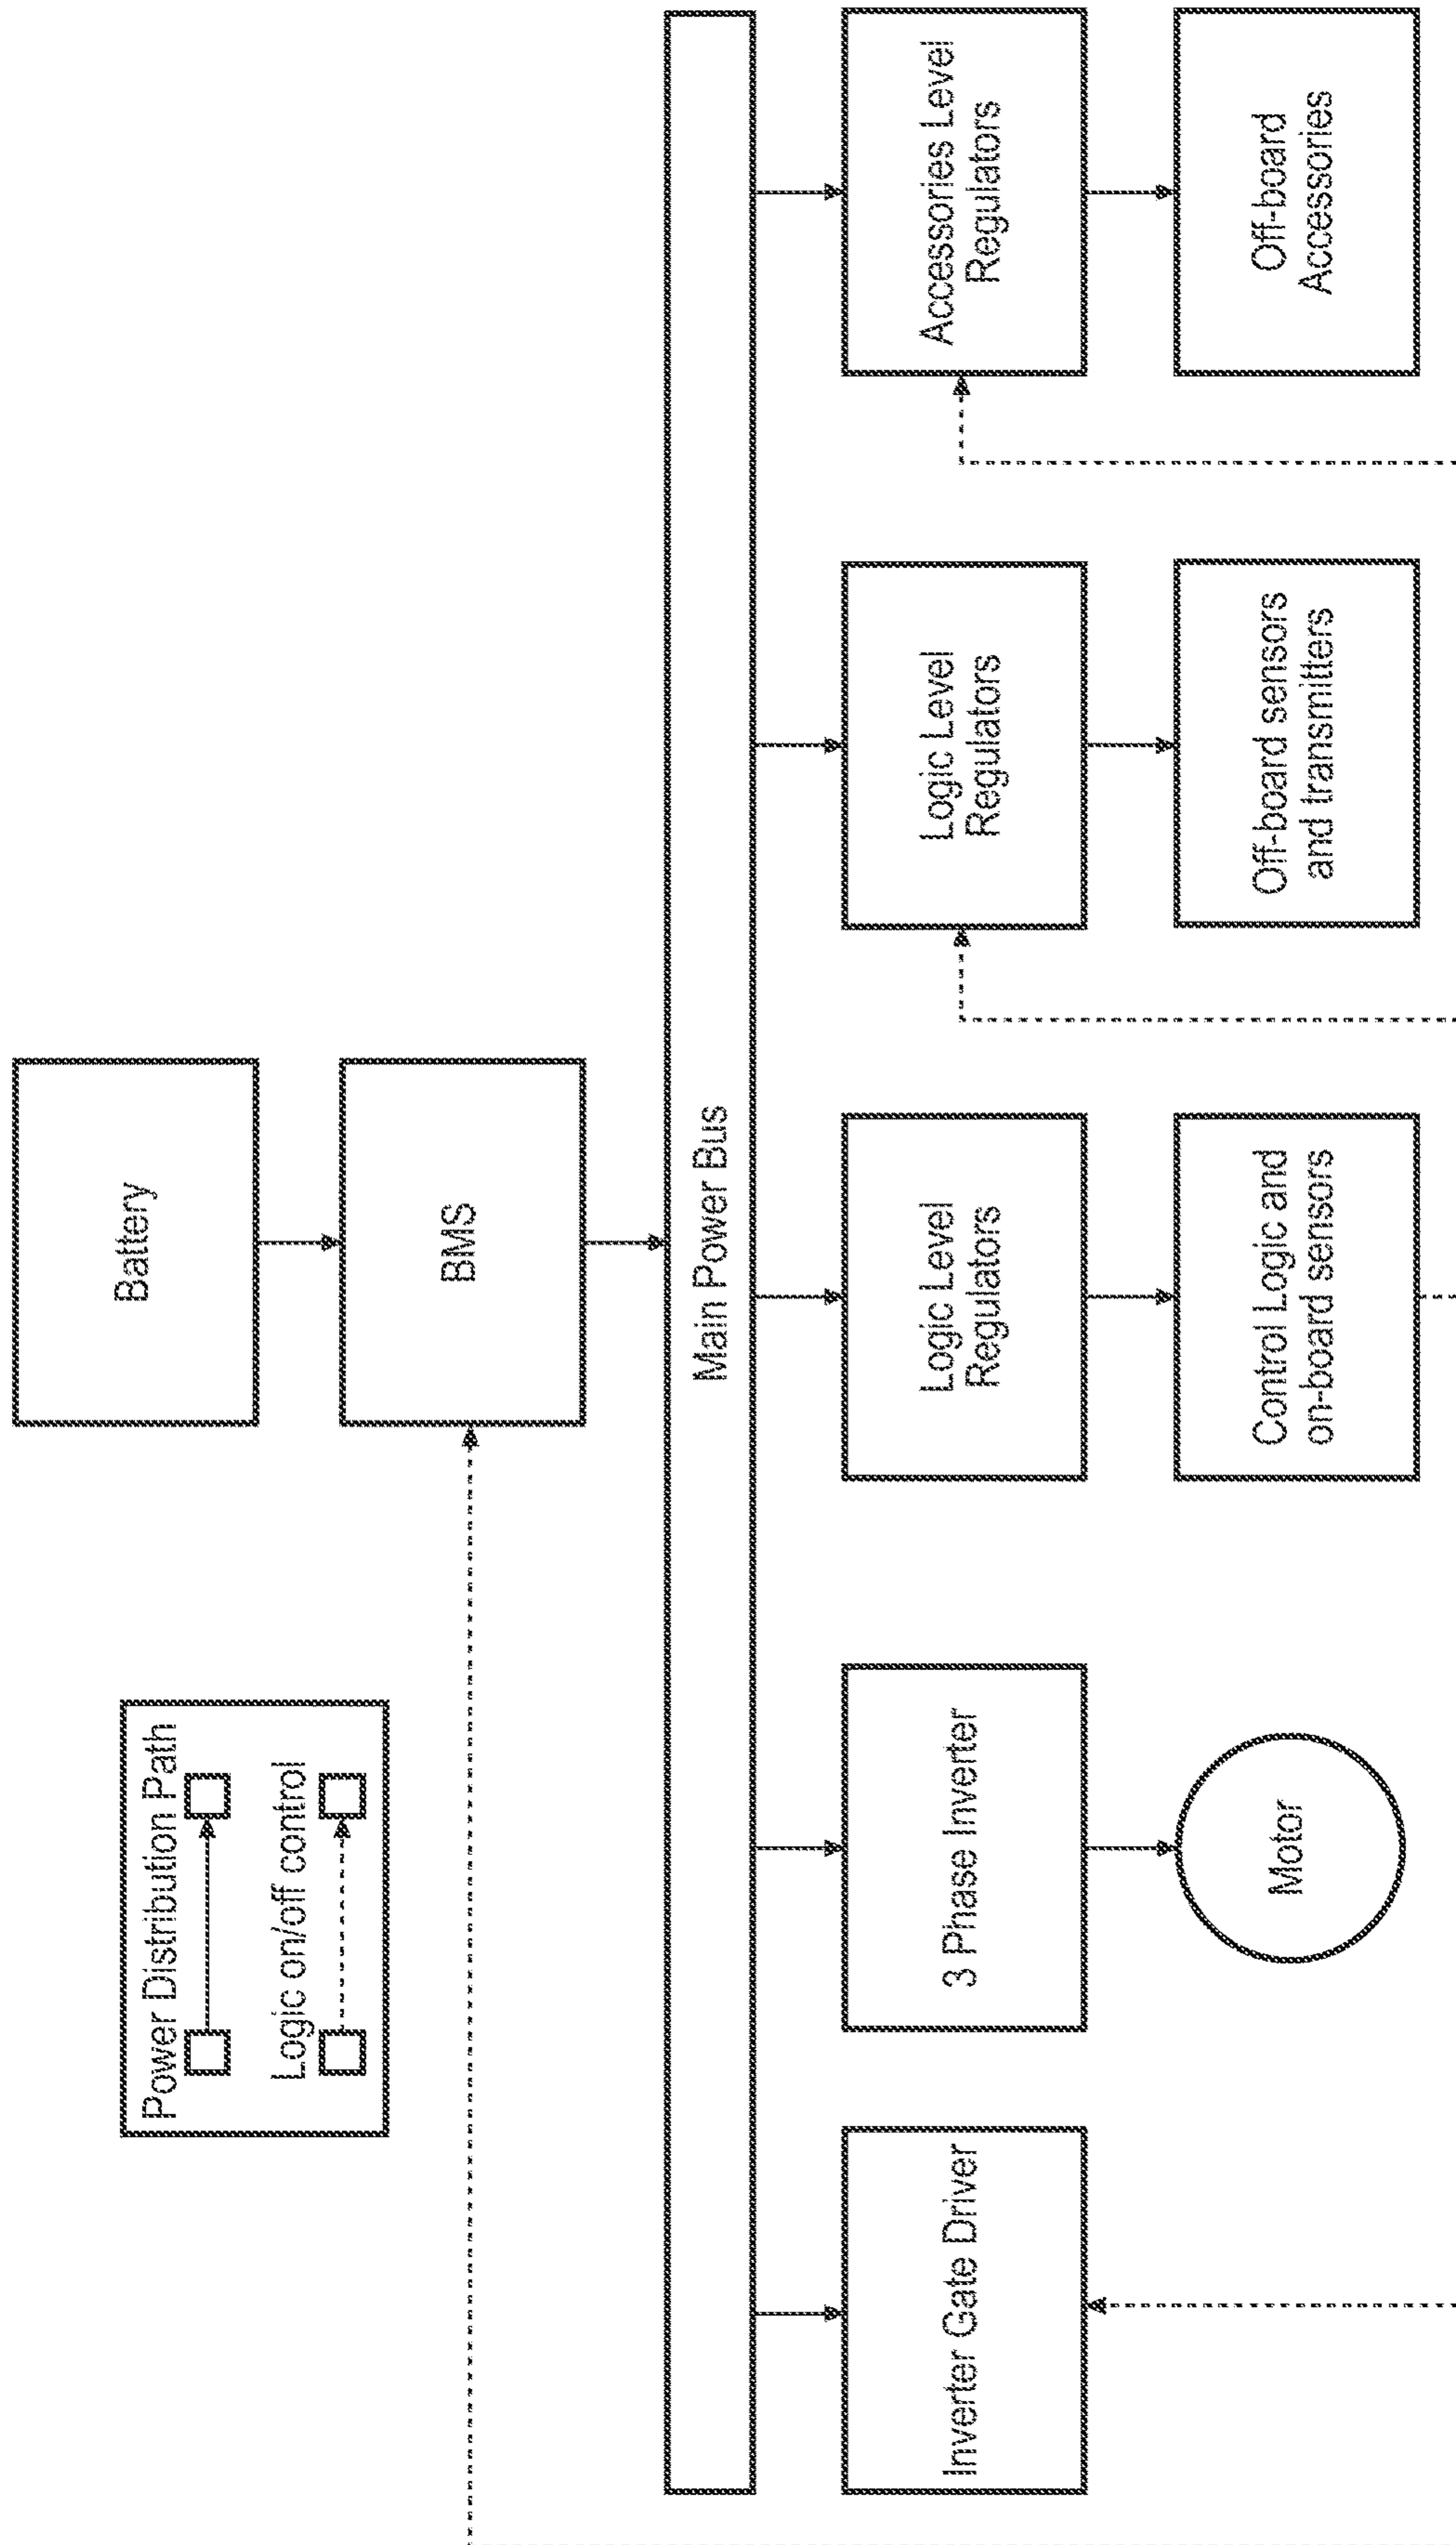 Power Distribution Path
Logic on/off control
Battery
BMS
Main Power Bus
Inverter Gate Driver
3 Phase Inverter
Logic Level
Regulators
Logic Level
Regulators
Accessories Level
Regulators
Motor
Control Logic and
on-board sensors
Off-board sensors
and transmitters
Off-board
Accessories